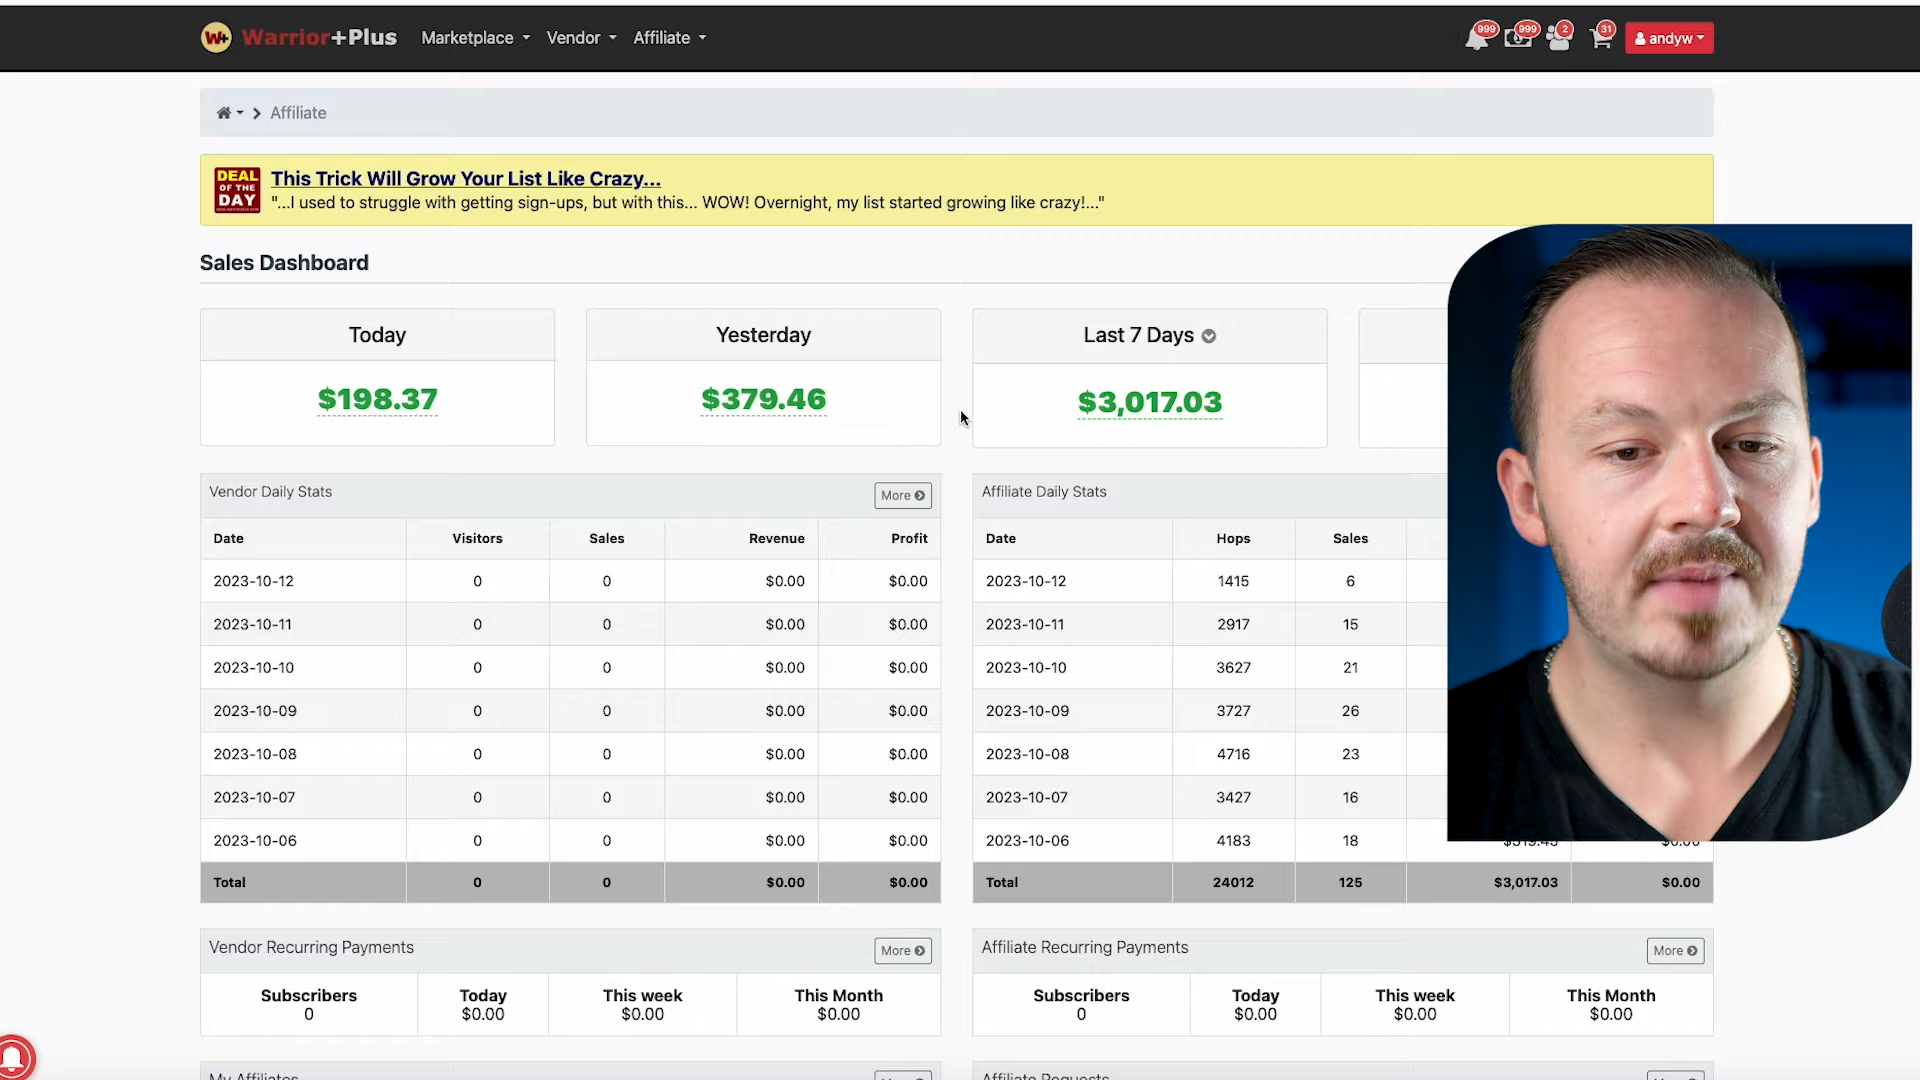 W+ Warrior+Plus Marketplace Vendor Affiliate 999 999 2 31 andyw
Affiliate
DEAL OF THE DAY
This Trick Will Grow Your List Like Crazy...
"...I used to struggle with getting sign-ups, but with this... WOW! Overnight, my list started growing like crazy!..."
Sales Dashboard
Today Yesterday Last 7 Days
$198.37 $379.46 $3,017.03
Vendor Daily Stats More
Date Visitors Sales Revenue Profit
2023-10-12 0 0 $0.00 $0.00
2023-10-11 0 0 $0.00 $0.00
2023-10-10 0 0 $0.00 $0.00
2023-10-09 0 0 $0.00 $0.00
2023-10-08 0 0 $0.00 $0.00
2023-10-07 0 0 $0.00 $0.00
2023-10-06 0 0 $0.00 $0.00
Total 0 0 $0.00 $0.00
Affiliate Daily Stats
Date Hops Sales
2023-10-12 1415 6
2023-10-11 2917 15
2023-10-10 3627 21
2023-10-09 3727 26
2023-10-08 4716 23
2023-10-07 3427 16
2023-10-06 4183 18
Total 24012 125 $3,017.03 $0.00
Vendor Recurring Payments More
Subscribers Today This week This Month
0 $0.00 $0.00 $0.00
Affiliate Recurring Payments More
Subscribers Today This week This Month
0 $0.00 $0.00 $0.00
My Affiliates
Affiliate Requests